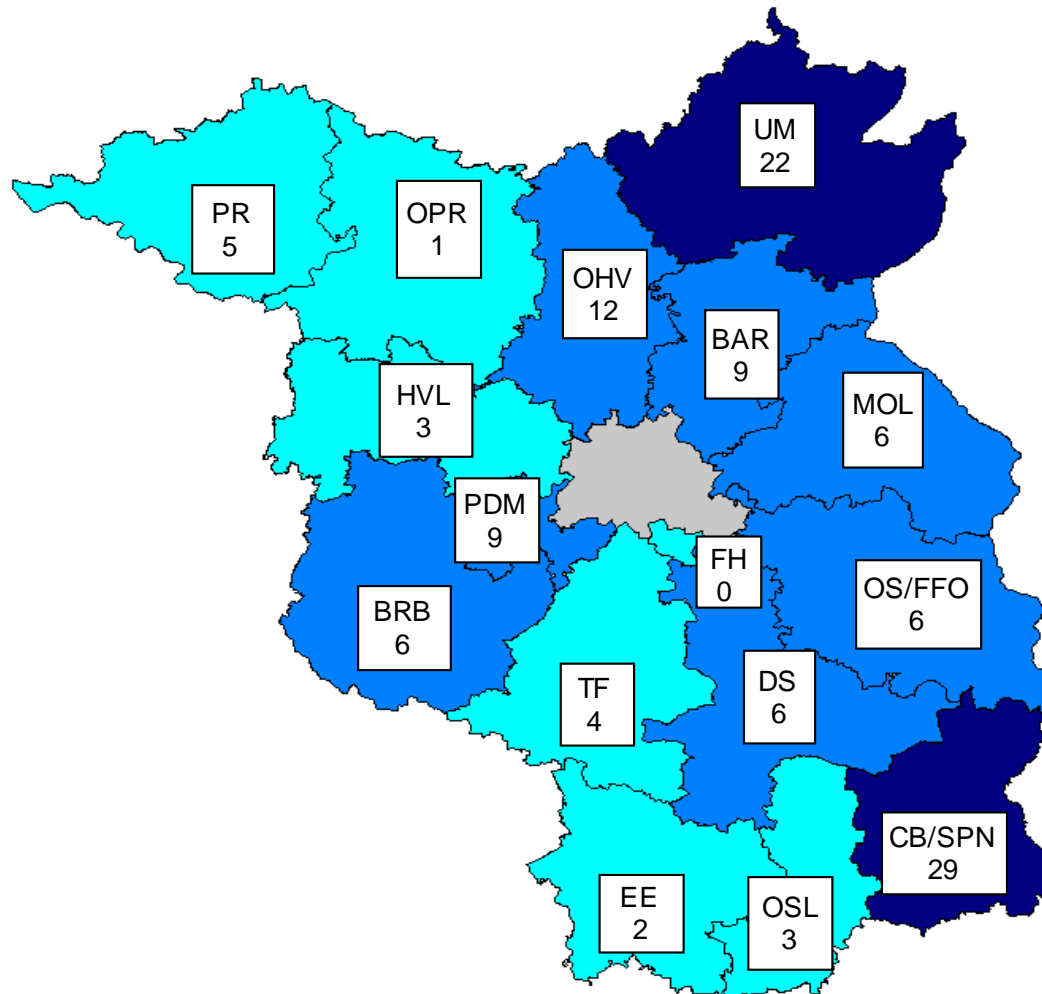 UM
22
PR
5
OPR
1
OHV
12
BAR
9
HVL
3
MOL
6
PDM
9
FH
0
OS/FFO
6
BRB
6
TF
4
DS
6
CB/SPN
29
EE
2
OSL
3